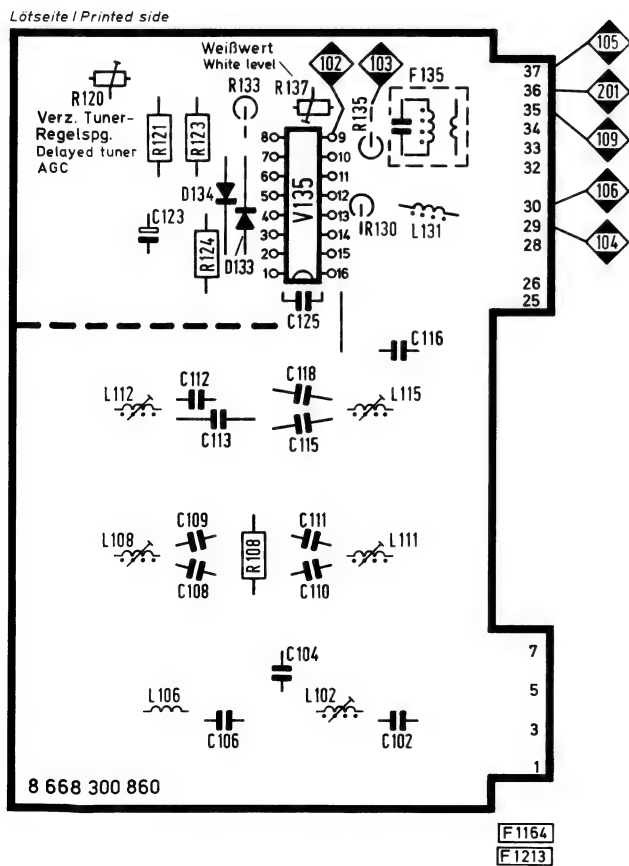 Lötseite / Printed side
Weißwert
White level
102
103
105
R120
R133
R137
R135
F135
37
36
201
35
109
34
33
32
Verz. Tuner-
Regelspg.
Delayed tuner
AGC
R121
R123
8
9
7
10
6
11
5
12
4
13
3
14
2
15
1
16
V135
D134
C123
R124
D133
R130
L131
30
106
29
104
28
26
25
C125
C116
L112
C112
C118
L115
C113
C115
C109
C111
L108
R108
L111
C108
C110
C104
7
L106
L102
5
C106
C102
3
1
8 668 300 860
F1164
F1213